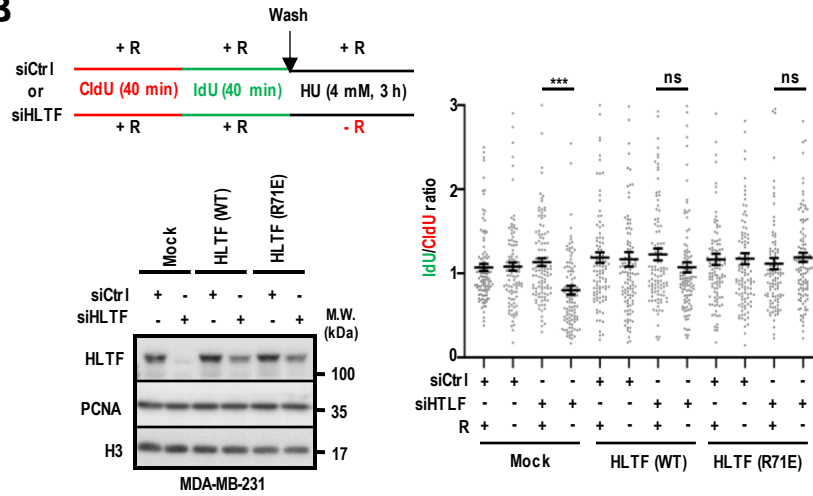 B
Wash
+ R + R + R
siCtrl
or
siHLTF
CldU (40 min) IdU (40 min) HU (4 mM, 3 h)
+ R + R - R
Mock
HLTF (WT)
HLTF (R71E)
siCtrl + - + - + -
siHLTF - + - + - +
M.W.
(kDa)
HLTF
100
PCNA
35
H3
17
MDA-MB-231
*** ns ns
IdU/CldU ratio
3
2
1
0
siCtrl + + - - + + - - + + - -
siHTLF - - + + - - + + - - + +
R + - + - + - + - + - + -
Mock HLTF (WT) HLTF (R71E)